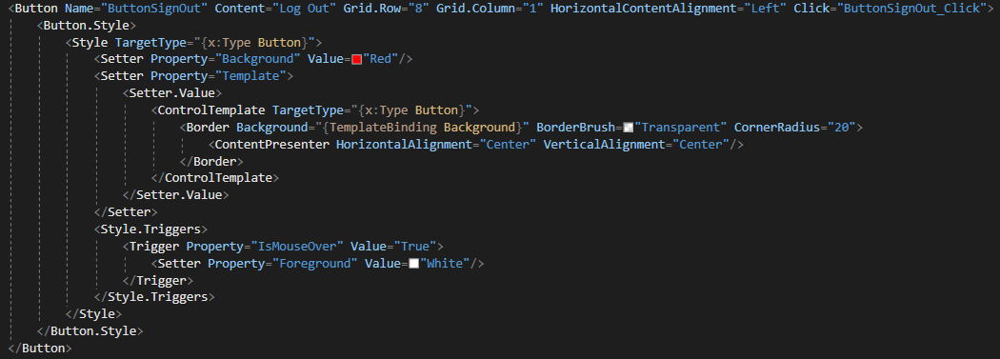 <Button Name="ButtonSignOut" Content="Log Out" Grid.Row="8" Grid.Column="1" HorizontalContentAlignment="Left" Click="ButtonSignOut_Click">
<Button.Style>
<Style TargetType="{x:Type Button}">
<Setter Property="Background" Value="Red"/>
<Setter Property="Template">
<Setter.Value>
<ControlTemplate TargetType="{x:Type Button}">
<Border Background="{TemplateBinding Background}" BorderBrush="Transparent" CornerRadius="20">
<ContentPresenter HorizontalAlignment="Center" VerticalAlignment="Center"/>
</Border>
</ControlTemplate>
</Setter.Value>
</Setter>
<Style.Triggers>
<Trigger Property="IsMouseOver" Value="True">
<Setter Property="Foreground" Value="White"/>
</Trigger>
</Style.Triggers>
</Style>
</Button.Style>
</Button>